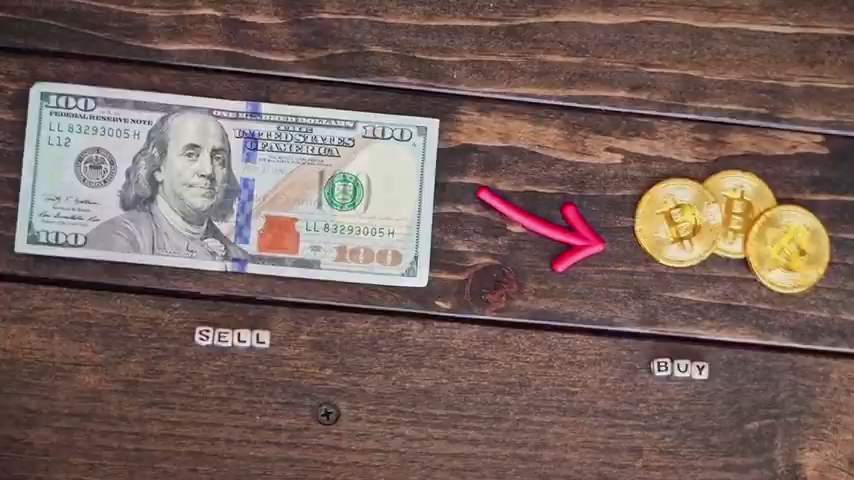 100
FEDERAL RESERVE NOTE
LL 83293005 H
L12
THE
UNITED STATES
OF AMERICA
100
LL 83293005 H
100
100
SELL
BUY